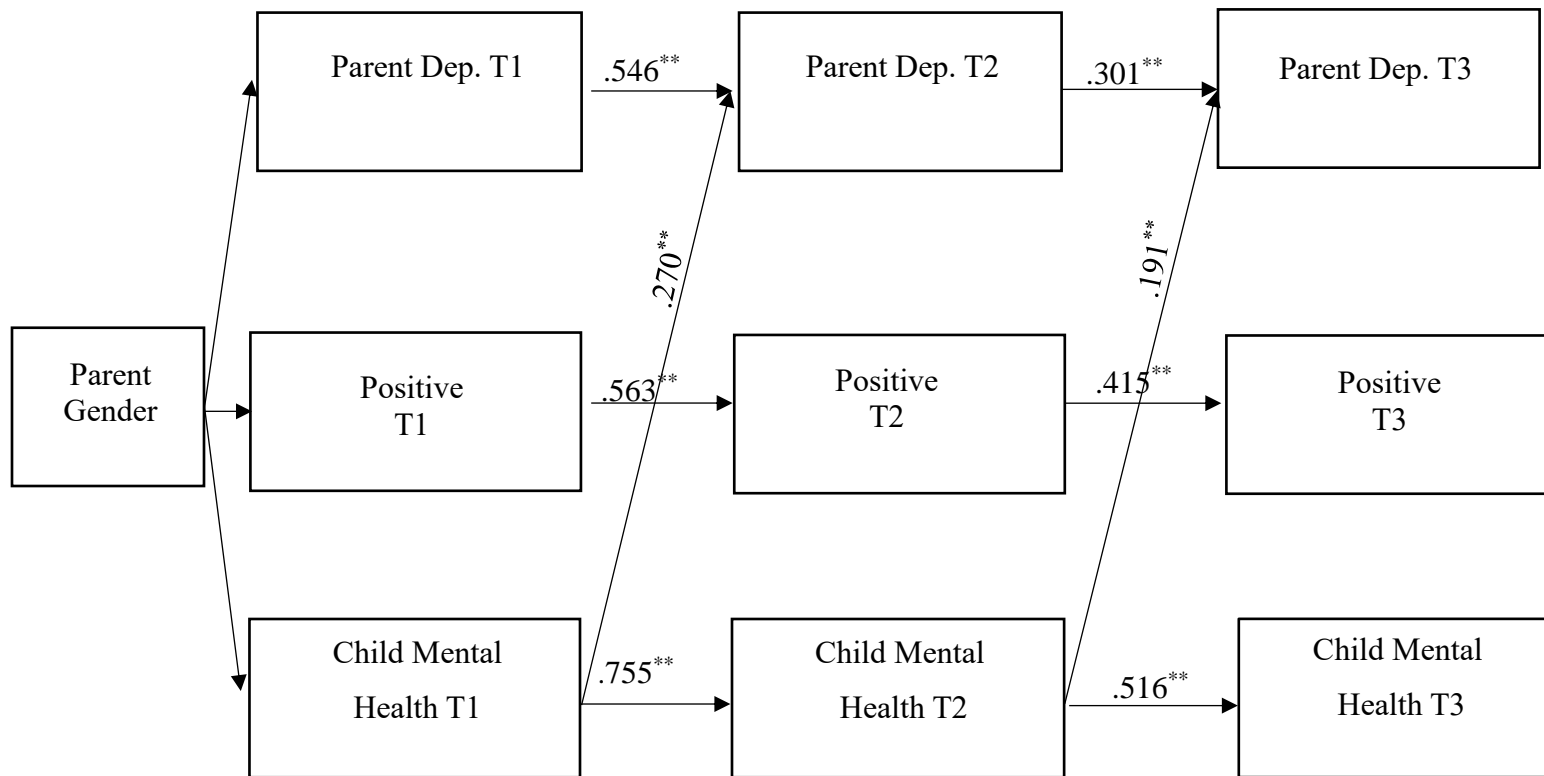 Parent Dep. T1
.546**
Parent Dep. T2
.301**
Parent Dep. T3
.270**
.191**
Parent
Gender
Positive
T1
.563**
Positive
T2
.415**
Positive
T3
Child Mental
Health T1
.755**
Child Mental
Health T2
.516**
Child Mental
Health T3